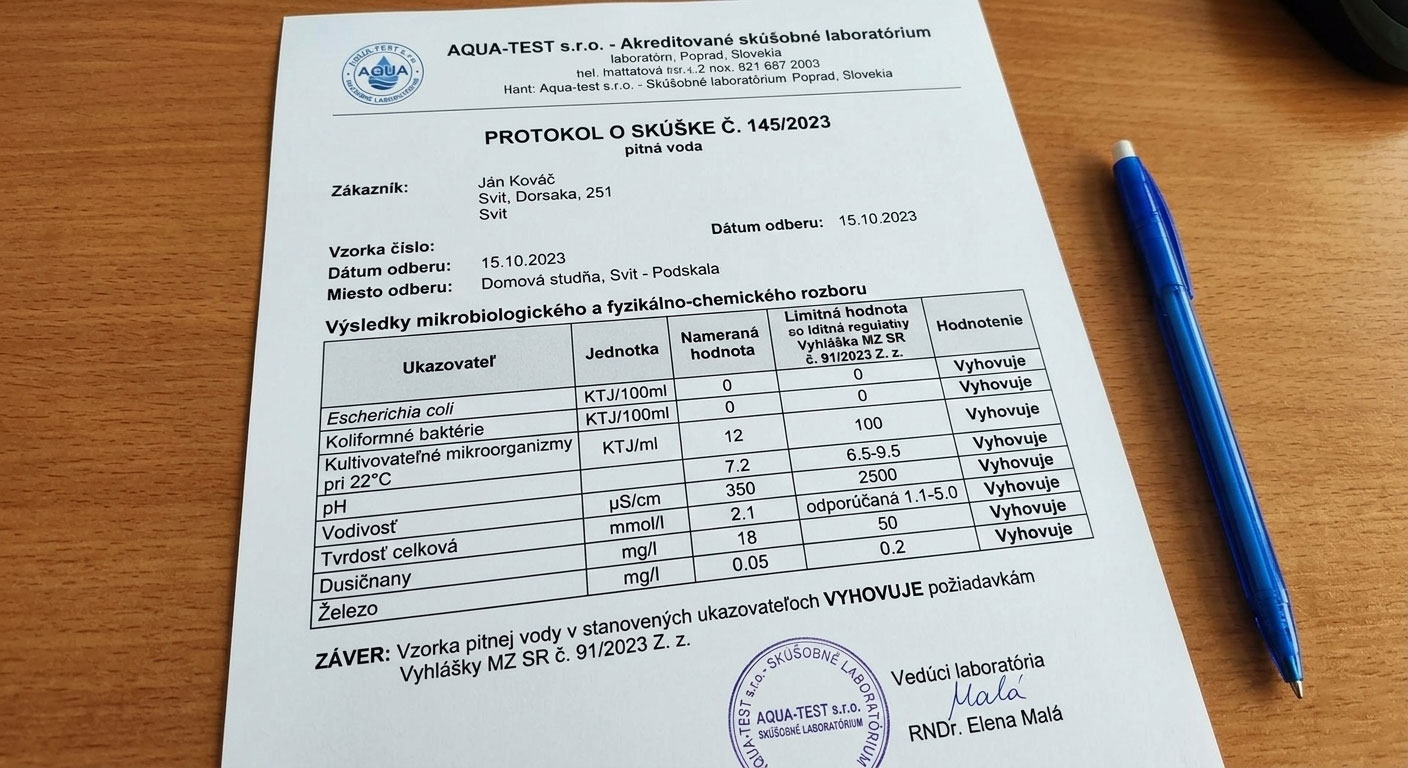 AQUA-TEST s.r.o. - Akreditované skúšobné laboratórium
laboratórn, Poprad, Slovekia
hel. mattatová 2 nox. 821 687 2003
Hant: Aqua-test s.r.o. - Skúšobné laboratórium Poprad, Slovekia
AQUA
PROTOKOL O SKÚŠKE Č. 145/2023
pitná voda
Zákazník: Ján Kováč
Svit, Dorsaka, 251
Svit
Dátum odberu: 15.10.2023
Vzorka číslo:
Dátum odberu: 15.10.2023
Miesto odberu: Domová studňa, Svit - Podskala
Výsledky mikrobiologického a fyzikálno-chemického rozboru
Ukazovateľ Jednotka Nameraná hodnota Limitná hodnota so lditná regulatiy Vyhláška MZ SR č. 91/2023 Z. z. Hodnotenie
Escherichia coli KTJ/100ml 0 0 Vyhovuje
Koliformné baktérie KTJ/100ml 0 0 Vyhovuje
Kultivovateľné mikroorganizmy pri 22°C KTJ/ml 12 100 Vyhovuje
pH 7.2 6.5-9.5 Vyhovuje
Vodivosť µS/cm 350 2500 Vyhovuje
Tvrdosť celková mmol/l 2.1 odporúčaná 1.1-5.0 Vyhovuje
Dusičnany mg/l 18 50 Vyhovuje
Železo mg/l 0.05 0.2 Vyhovuje
ZÁVER: Vzorka pitnej vody v stanovených ukazovateľoch VYHOVUJE požiadavkám
Vyhlášky MZ SR č. 91/2023 Z. z.
AQUA-TEST s.r.o. - SKÚŠOBNÉ LABORATÓRIUM
AQUA-TEST s.r.o.
SKÚŠOBNÉ LABORATÓRIUM
Vedúci laboratória
Malá
RNDr. Elena Malá